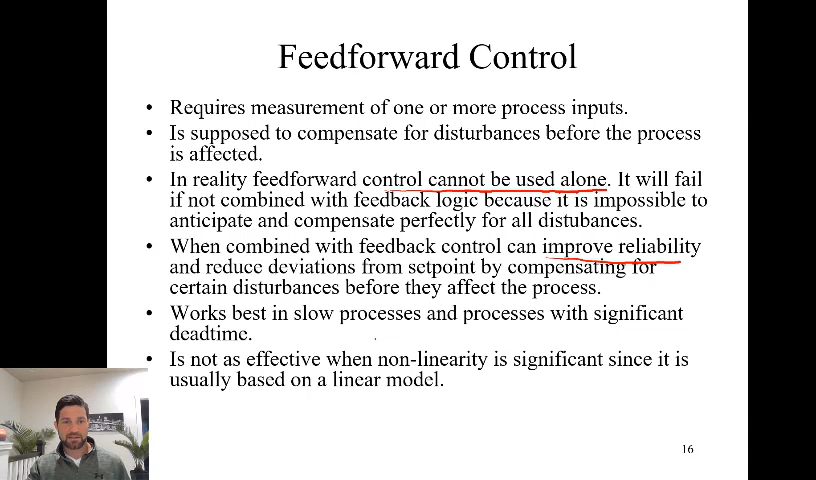 Feedforward Control
• Requires measurement of one or more process inputs.
• Is supposed to compensate for disturbances before the process
is affected.
• In reality feedforward control cannot be used alone. It will fail
if not combined with feedback logic because it is impossible to
anticipate and compensate perfectly for all distubances.
• When combined with feedback control can improve reliability
and reduce deviations from setpoint by compensating for
certain disturbances before they affect the process.
• Works best in slow processes and processes with significant
deadtime.
• Is not as effective when non-linearity is significant since it is
usually based on a linear model.
16